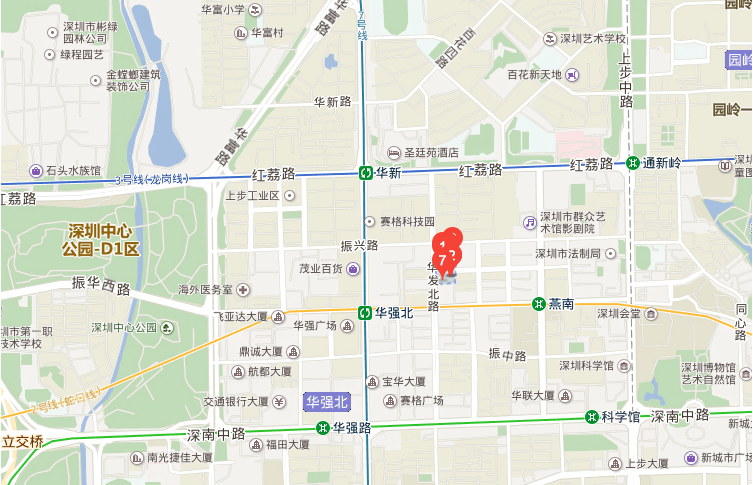 华富小学
深圳市彬绿
园林公司
绿程园艺
金螳螂建筑
装饰公司
华富村
华富路
7号线
百花四路
深圳艺术学校
百花新天地
园岭
园岭
园岭一
上步中路
华新路
华富路
石头水族馆
3号线(龙岗线)
红荔路
圣廷苑酒店
华新
红荔路
红荔路
通新岭
红荔路
上步工业区
赛格科技园
深圳市群众艺
术馆影剧院
童图
深圳中心
公园-D1区
振兴路
深圳市法制局
振华西路
茂业百货
7
华发北路
海外医务室
燕南
飞亚达大厦
华强北
深圳会堂
同心路
圳市第一职
技术学校
深圳中心公园
华强广场
鼎诚大厦
振中路
航都大厦
深圳科学馆
深圳博物馆
艺术自然馆
宝华大厦
2号线(蛇口线)
交通银行大厦
华强北
赛格广场
华联大厦
科学馆
深南中路
新城大
立交桥
深南中路
华强路
福田大厦
南光捷佳大厦
上步大厦
新城市广场